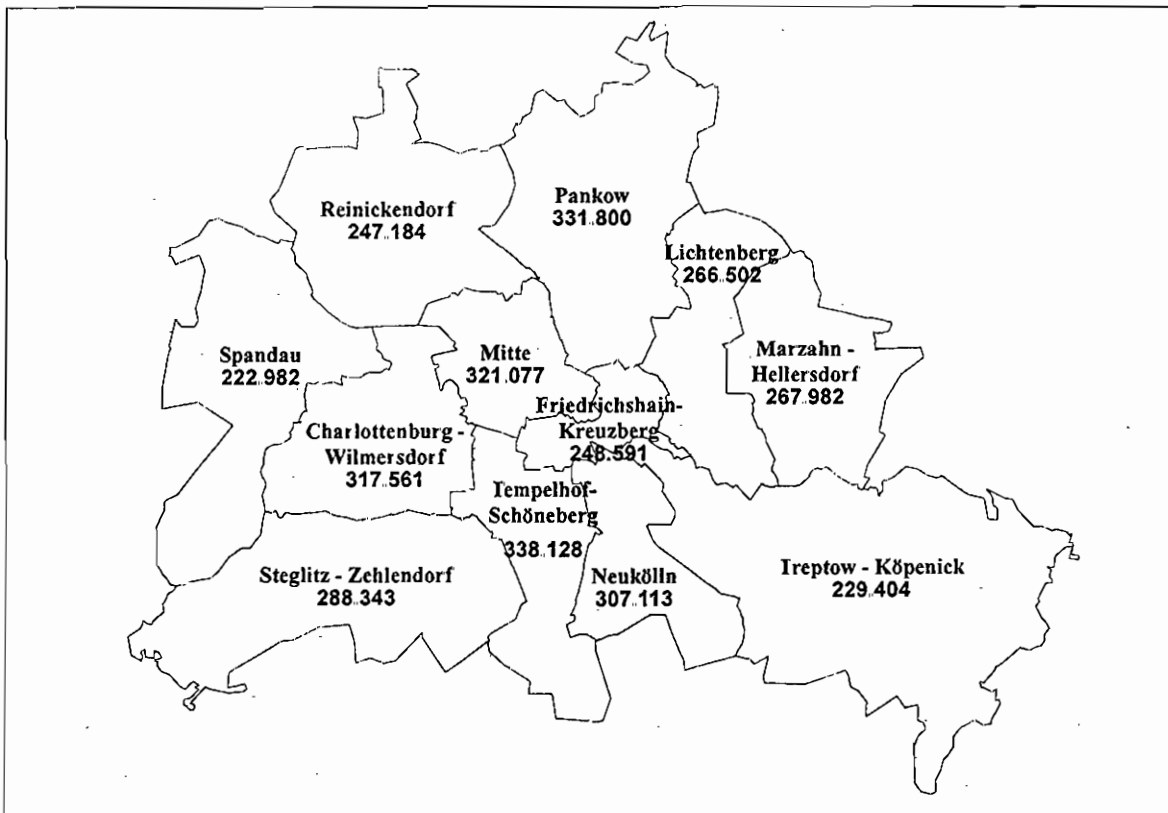 Pankow
331.800
Reinickendorf
247.184
Lichtenberg
266.502
Spandau
222.982
Mitte
321.077
Marzahn -
Hellersdorf
267.982
Friedrichshain-
Kreuzberg
248.591
Charlottenburg -
Wilmersdorf
317.561
Tempelhof-
Schöneberg
338.128
Steglitz - Zehlendorf
288.343
Neukölln
307.113
Treptow - Köpenick
229.404